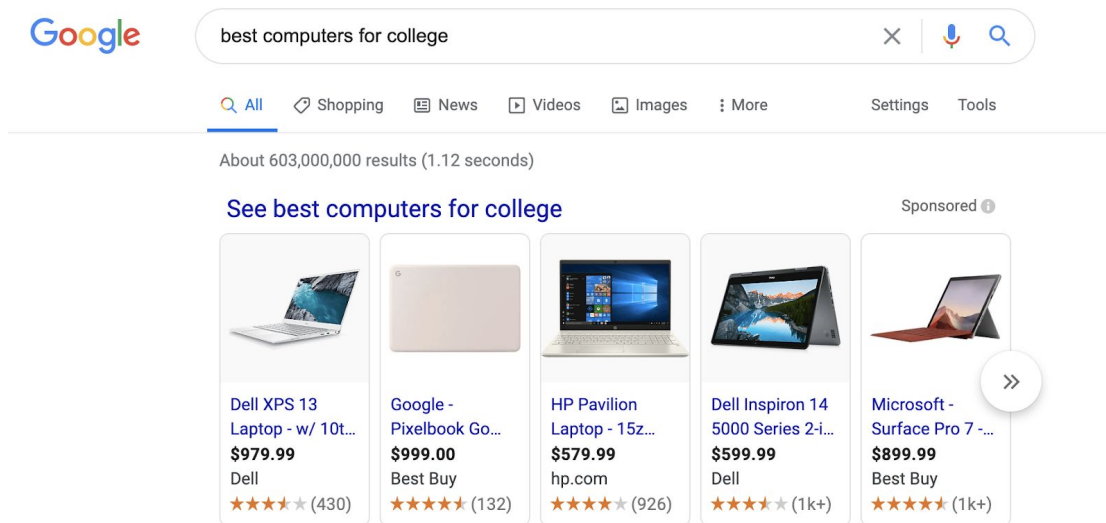 Google
best computers for college
All Shopping News Videos Images More Settings Tools
About 603,000,000 results (1.12 seconds)
See best computers for college Sponsored
Dell XPS 13
Laptop - w/ 10t...
$979.99
Dell
(430)
Google -
Pixelbook Go...
$999.00
Best Buy
(132)
HP Pavilion
Laptop - 15z...
$579.99
hp.com
(926)
Dell Inspiron 14
5000 Series 2-i...
$599.99
Dell
(1k+)
Microsoft -
Surface Pro 7 -...
$899.99
Best Buy
(1k+)